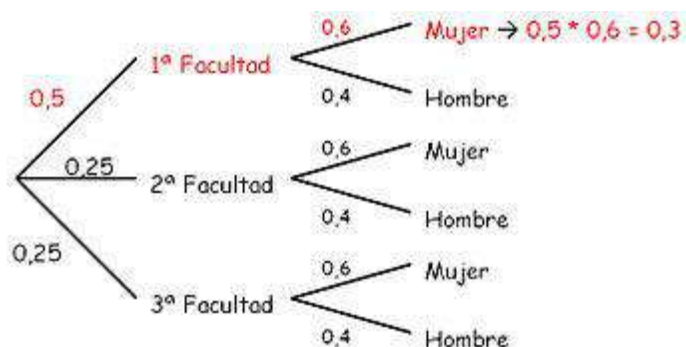 0,6
Mujer → 0,5 * 0,6 = 0,3
1ª Facultad
0,5
0,4
Hombre
0,6
Mujer
0,25
2ª Facultad
0,4
Hombre
0,25
0,6
Mujer
3ª Facultad
0,4
Hombre